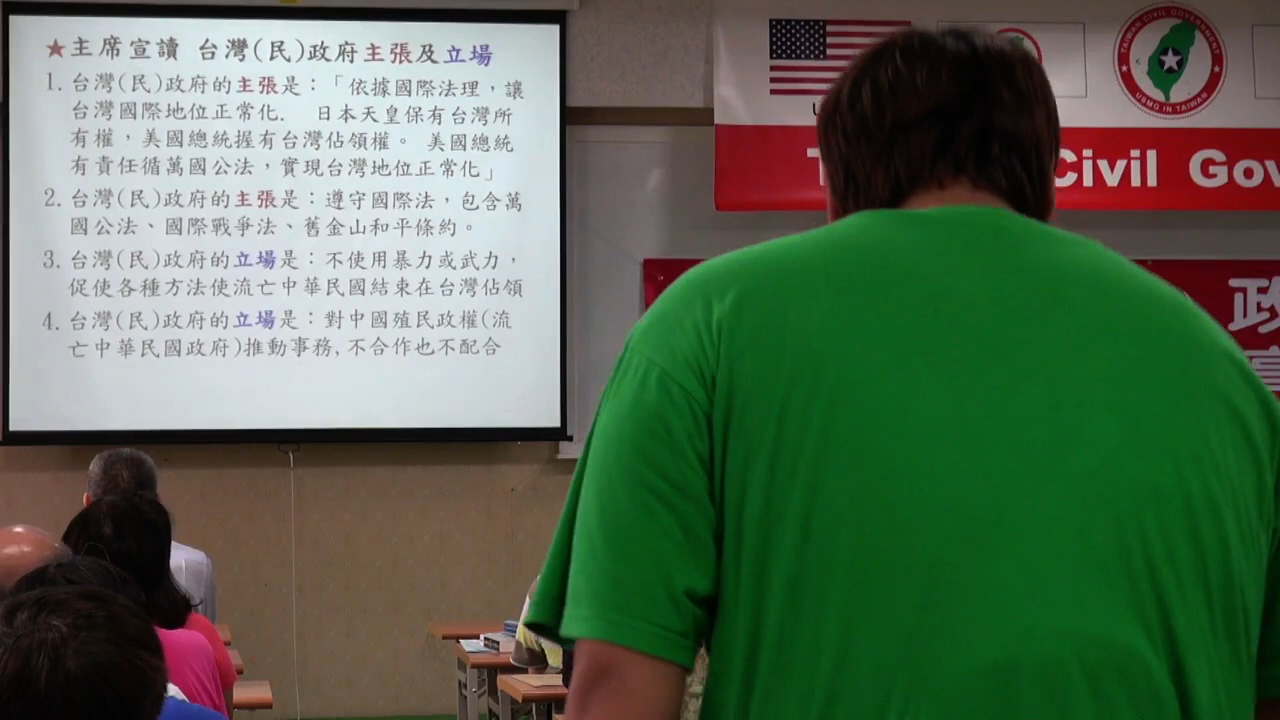 ★主席宣讀 台灣(民)政府主張及立場
1. 台灣(民)政府的主張是：「依據國際法理，讓
台灣國際地位正常化. 日本天皇保有台灣所
有權，美國總統握有台灣佔領權。 美國總統
有責任循萬國公法，實現台灣地位正常化」
2. 台灣(民)政府的主張是：遵守國際法，包含萬
國公法、國際戰爭法、舊金山和平條約。
3. 台灣(民)政府的立場是：不使用暴力或武力，
促使各種方法使流亡中華民國結束在台灣佔領
4. 台灣(民)政府的立場是：對中國殖民政權(流
亡中華民國政府)推動事務, 不合作也不配合
TAIWAN CIVIL GOVERNMENT
USMG IN TAIWAN
T Civil Gov
政